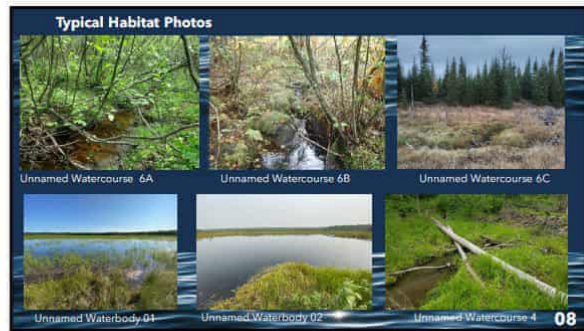 Typical Habitat Photos
Unnamed Watercourse 6A
Unnamed Watercourse 6B
Unnamed Watercourse 6C
Unnamed Waterbody 01
Unnamed Waterbody 02
Unnamed Watercourse 4
08